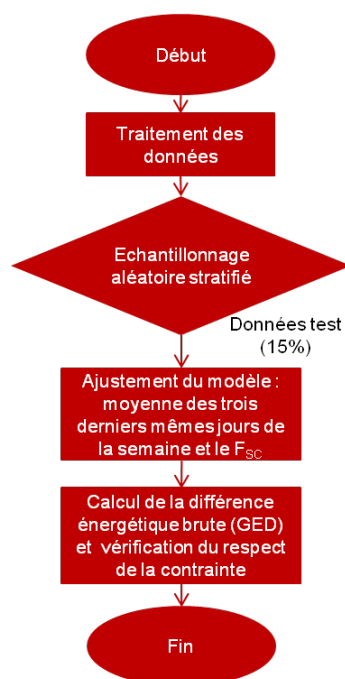 Début
Traitement des
données
Echantillonnage
aléatoire stratifié
Données test
(15%)
Ajustement du modèle :
moyenne des trois
derniers mêmes jours de
la semaine et le F_SC
Calcul de la différence
énergétique brute (GED)
et vérification du respect
de la contrainte
Fin